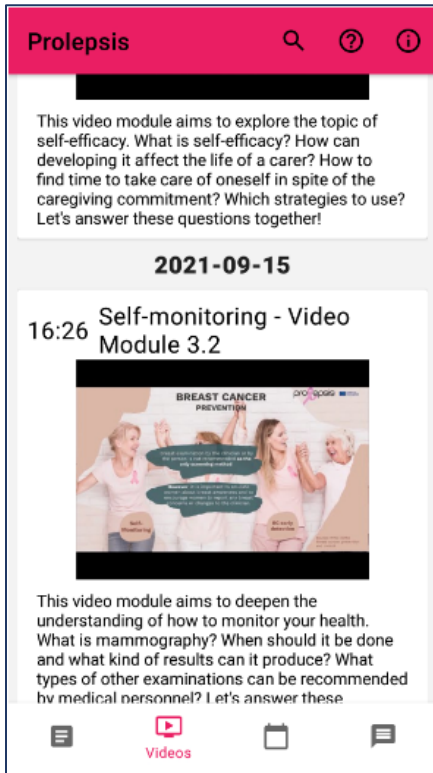 Prolepsis
This video module aims to explore the topic of
self-efficacy. What is self-efficacy? How can
developing it affect the life of a carer? How to
find time to take care of oneself in spite of the
caregiving commitment? Which strategies to use?
Let's answer these questions together!
2021-09-15
16:26
Self-monitoring - Video
Module 3.2
BREAST CANCER
PREVENTION
prolepsis
Self-
Monitoring
BC early
detection
This video module aims to deepen the
understanding of how to monitor your health.
What is mammography? When should it be done
and what kind of results can it produce? What
types of other examinations can be recommended
by medical personnel? Let's answer these
Videos